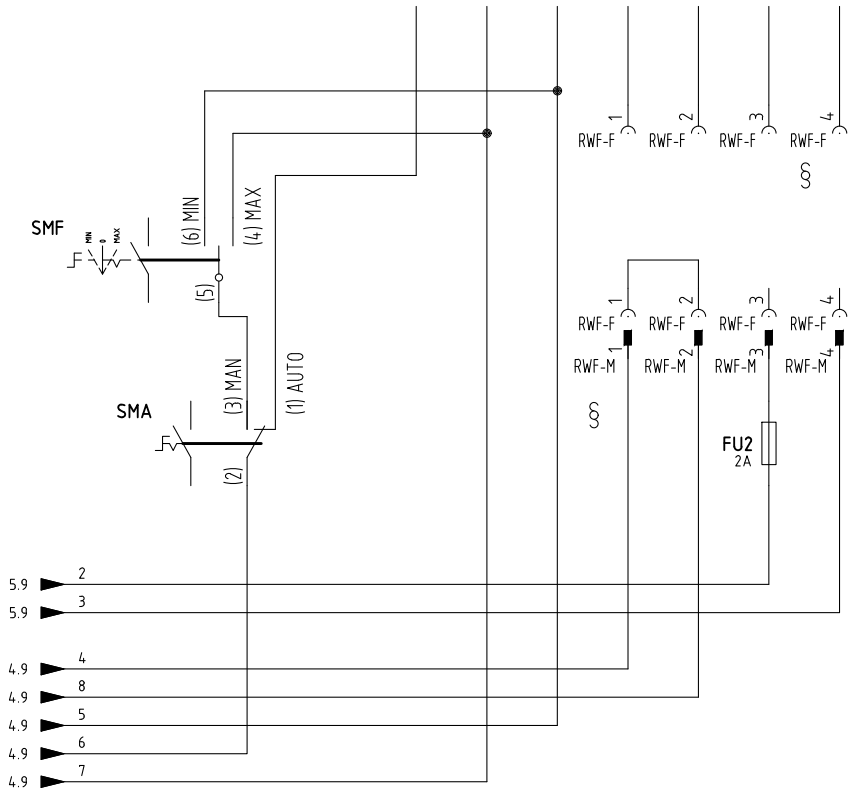 1 2 3 4
RWF-F RWF-F RWF-F RWF-F
§
SMF
MIN 0 MAX
(6) MIN
(4) MAX
(5)
1 2 3 4
RWF-F RWF-F RWF-F RWF-F
1 2 3 4
RWF-M RWF-M RWF-M RWF-M
§
(3) MAN
(1) AUTO
SMA
(2)
FU2
2A
5.9 2
5.9 3
4.9 4
4.9 8
4.9 5
4.9 6
4.9 7